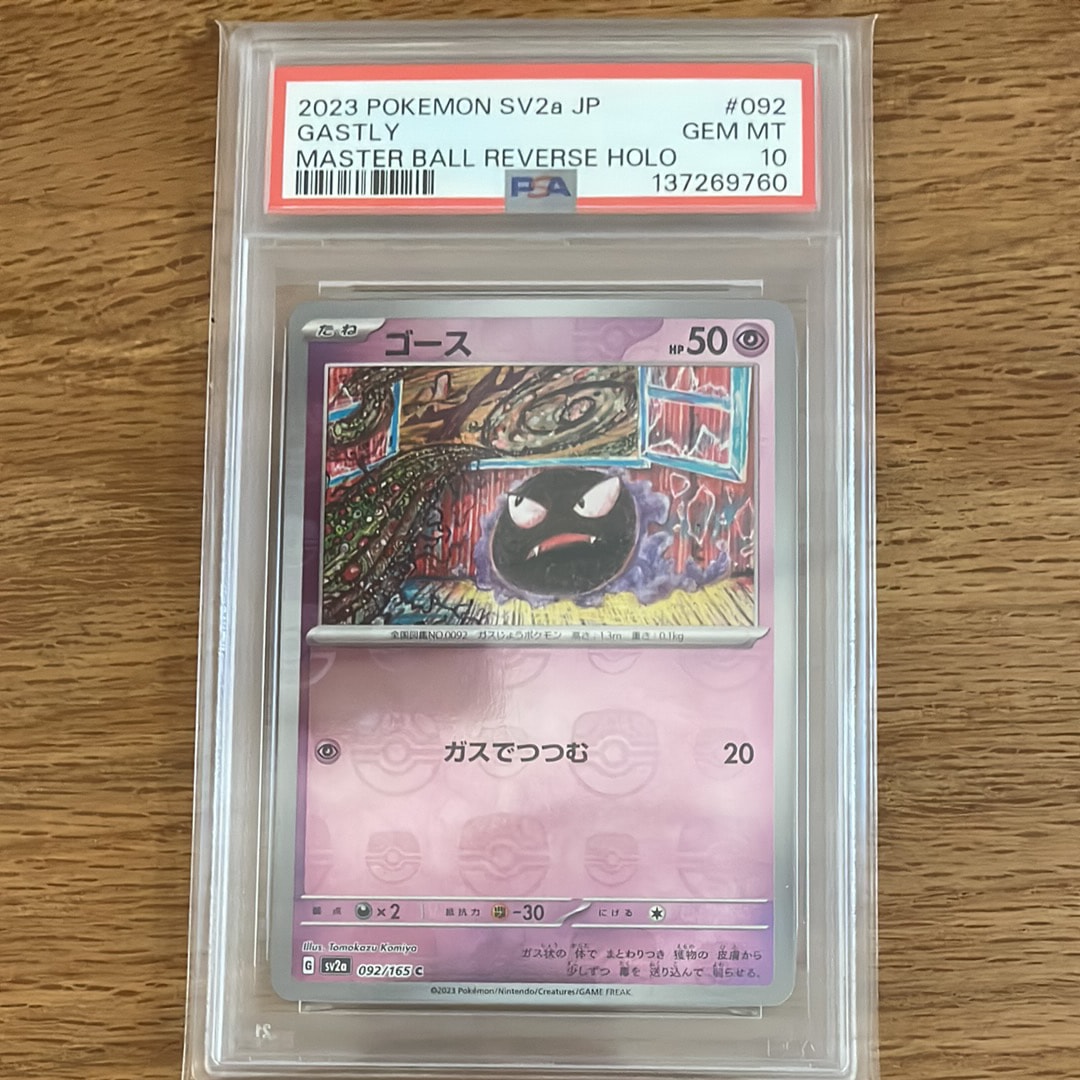 2023 POKEMON SV2a JP #092
GASTLY GEM MT
MASTER BALL REVERSE HOLO 10
PSA 137269760
たね ゴース HP 50
全国図鑑NO.0092 ガスじょうポケモン 高さ:1.3m 重さ:0.1kg
ガスでつつむ 20
弱点 ×2 抵抗力 -30 にげる
Illus. Tomokazu Komiya
G sv2a 092/165 C
ガス状の体でまとわりつき獲物の皮膚から
少しずつ毒を送り込んで弱らせる。
©2023 Pokémon/Nintendo/Creatures/GAME FREAK.